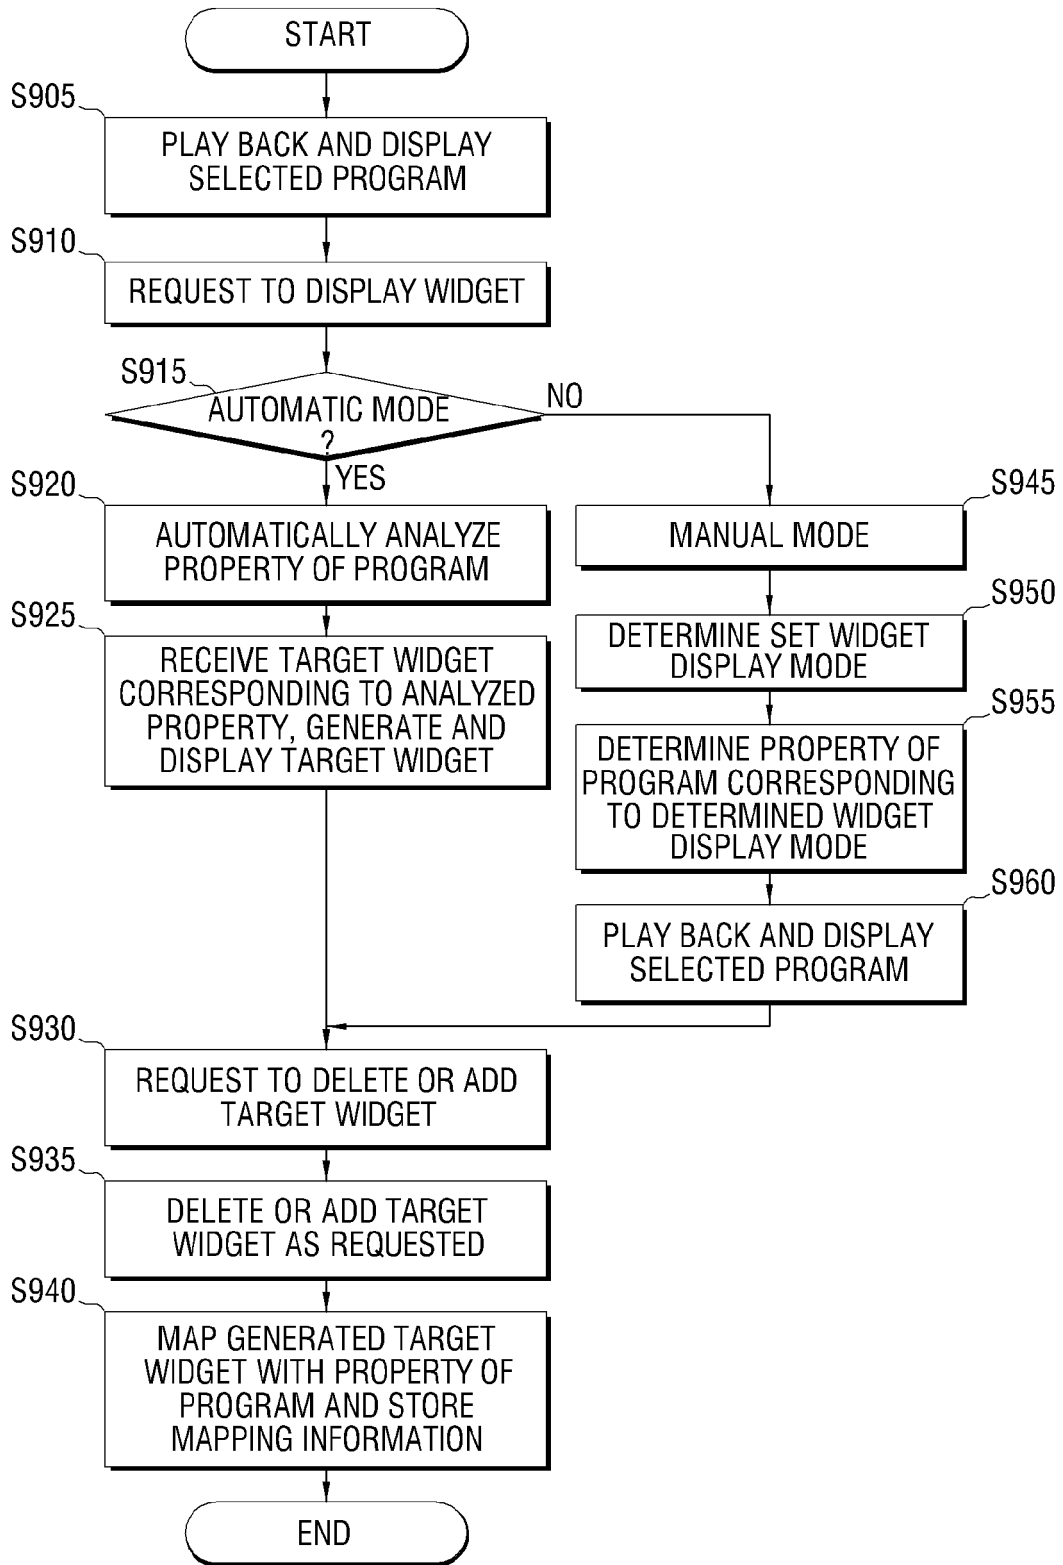 START
S905
PLAY BACK AND DISPLAY
SELECTED PROGRAM
S910
REQUEST TO DISPLAY WIDGET
S915
AUTOMATIC MODE
?
NO
YES
S920
AUTOMATICALLY ANALYZE
PROPERTY OF PROGRAM
S925
RECEIVE TARGET WIDGET
CORRESPONDING TO ANALYZED
PROPERTY, GENERATE AND
DISPLAY TARGET WIDGET
S945
MANUAL MODE
S950
DETERMINE SET WIDGET
DISPLAY MODE
S955
DETERMINE PROPERTY OF
PROGRAM CORRESPONDING
TO DETERMINED WIDGET
DISPLAY MODE
S960
PLAY BACK AND DISPLAY
SELECTED PROGRAM
S930
REQUEST TO DELETE OR ADD
TARGET WIDGET
S935
DELETE OR ADD TARGET
WIDGET AS REQUESTED
S940
MAP GENERATED TARGET
WIDGET WITH PROPERTY OF
PROGRAM AND STORE
MAPPING INFORMATION
END